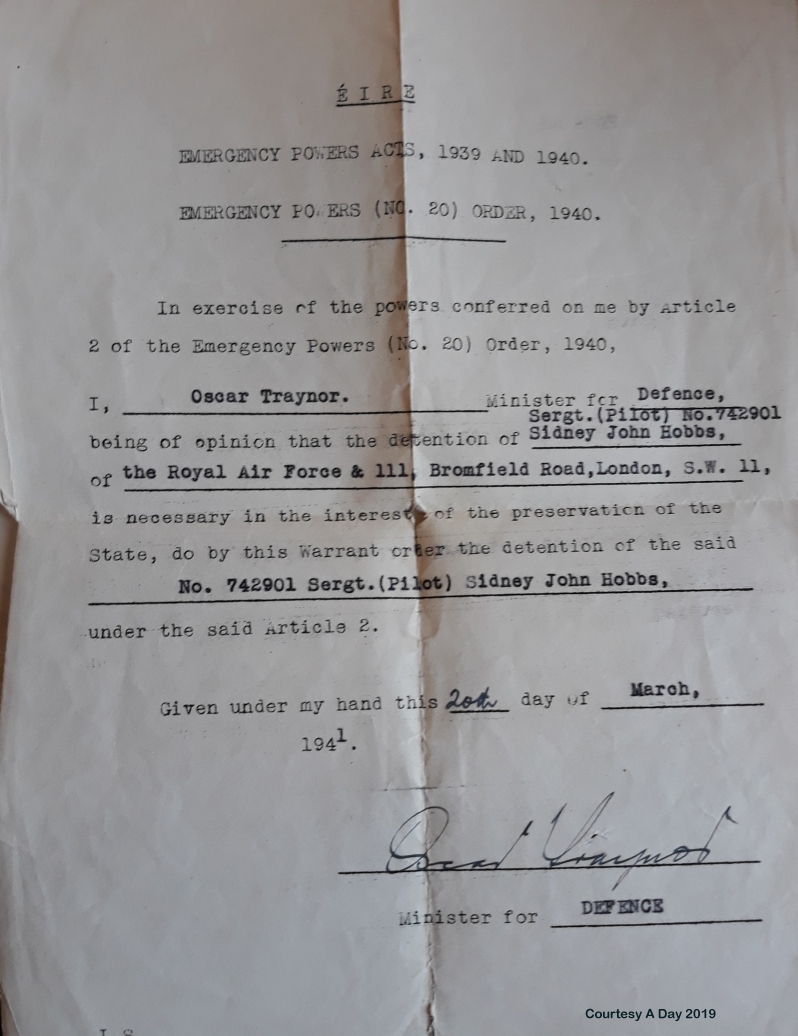 ÉIRE
EMERGENCY POWERS ACTS, 1939 AND 1940.
EMERGENCY POWERS (NO. 20) ORDER, 1940.
In exercise of the powers conferred on me by Article
2 of the Emergency Powers (No. 20) Order, 1940,
I, Oscar Traynor. Minister for Defence,
Sergt.(Pilot) No.742901
being of opinion that the detention of Sidney John Hobbs,
of the Royal Air Force & 111, Bromfield Road,London, S.W. 11,
is necessary in the interests of the preservation of the
State, do by this Warrant order the detention of the said
No. 742901 Sergt.(Pilot) Sidney John Hobbs,
under the said Article 2.
Given under my hand this 20th day of March,
1941.
Oscar Traynor
Minister for DEFENCE
Courtesy A Day 2019